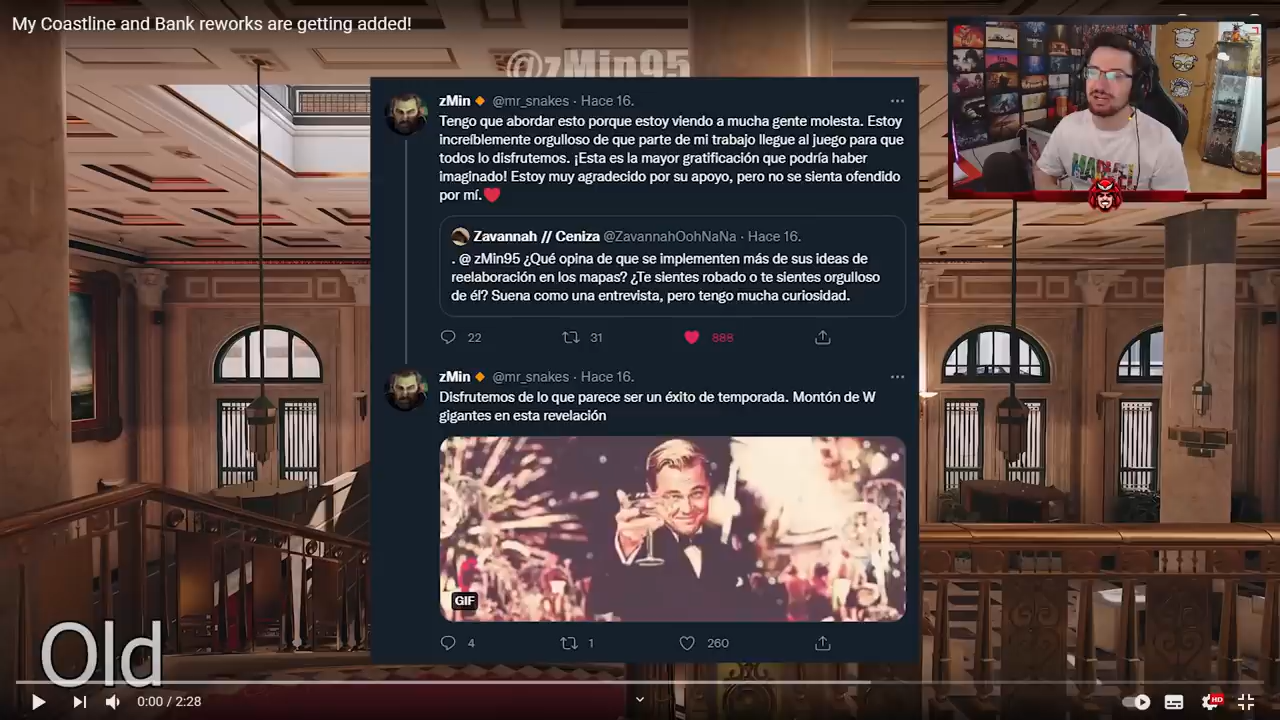 My Coastline and Bank reworks are getting added!
@zMin95
zMin @mr_snakes · Hace 16.
Tengo que abordar esto porque estoy viendo a mucha gente molesta. Estoy
increíblemente orgulloso de que parte de mi trabajo llegue al juego para que
todos lo disfrutemos. ¡Esta es la mayor gratificación que podría haber
imaginado! Estoy muy agradecido por su apoyo, pero no se sienta ofendido
por mí.❤️
Zavannah // Ceniza @ZavannahOohNaNa · Hace 16.
. @ zMin95 ¿Qué opina de que se implementen más de sus ideas de
reelaboración en los mapas? ¿Te sientes robado o te sientes orgulloso
de él? Suena como una entrevista, pero tengo mucha curiosidad.
22 31 888
zMin @mr_snakes · Hace 16.
Disfrutemos de lo que parece ser un éxito de temporada. Montón de W
gigantes en esta revelación
GIF
4 1 260
Old
0:00 / 2:28
HD